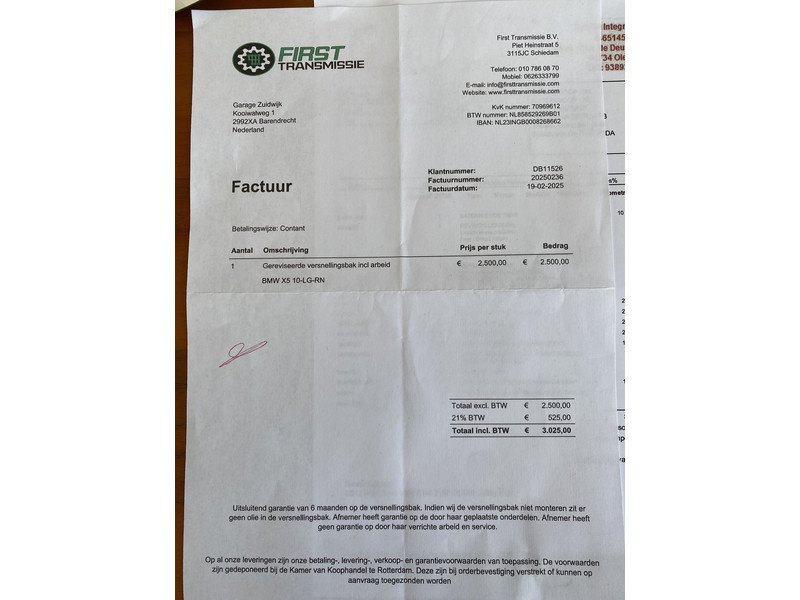 FIRST
TRANSMISSIE
First Transmissie B.V.
Piet Heinstraat 5
3115JC Schiedam
Telefoon: 010 786 08 70
Mobiel: 0626333799
E-mail: info@firsttransmissie.com
Website: www.firsttransmissie.com
KvK nummer: 70969612
BTW nummer: NL858529269B01
IBAN: NL23INGB0008268662
Garage Zuidwijk
Kooiwalweg 1
2992XA Barendrecht
Nederland
Factuur
Klantnummer: DB11526
Factuurnummer: 20250236
Factuurdatum: 19-02-2025
Betalingswijze: Contant
Aantal Omschrijving Prijs per stuk Bedrag
1 Gereviseerde versnellingsbak incl arbeid € 2.500,00 € 2.500,00
BMW X5 10-LG-RN
Totaal excl. BTW € 2.500,00
21% BTW € 525,00
Totaal incl. BTW € 3.025,00
Uitsluitend garantie van 6 maanden op de versnellingsbak. Indien wij de versnellingsbak niet monteren zit er
geen olie in de versnellingsbak. Afnemer heeft garantie op de door haar geplaatste onderdelen. Afnemer heeft
geen garantie op door haar verrichte arbeid en service.
Op al onze leveringen zijn onze betaling-, levering-, verkoop- en garantievoorwaarden van toepassing. De voorwaarden
zijn gedeponeerd bij de Kamer van Koophandel te Rotterdam. Deze zijn bij orderbevestiging verstrekt of kunnen op
aanvraag toegezonden worden